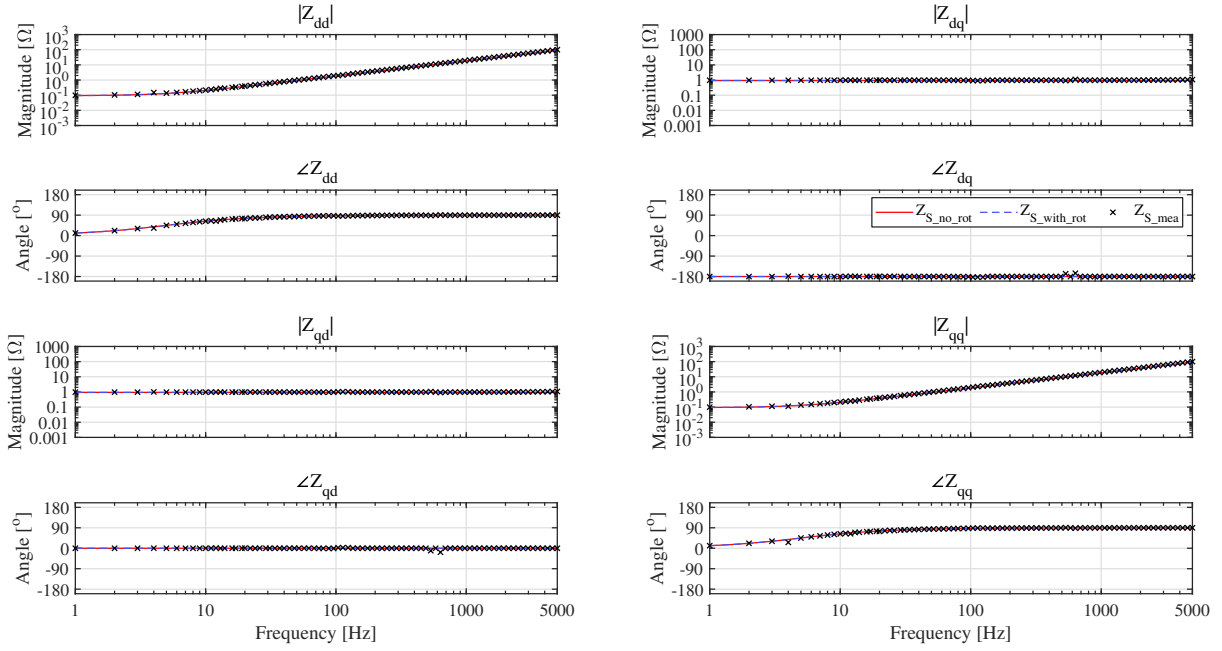 |Z_dd|
Magnitude [Ω]
10^3
10^2
10^1
10^0
10^-1
10^-2
10^-3
|Z_dq|
Magnitude [Ω]
1000
100
10
1
0.1
0.01
0.001
∠Z_dd
Angle [°]
180
90
0
-90
-180
∠Z_dq
Angle [°]
180
90
0
-90
-180
Z_S_no_rot Z_S_with_rot Z_S_mea
|Z_qd|
Magnitude [Ω]
1000
100
10
1
0.1
0.01
0.001
|Z_qq|
Magnitude [Ω]
10^3
10^2
10^1
10^0
10^-1
10^-2
10^-3
∠Z_qd
Angle [°]
180
90
0
-90
-180
1 10 100 1000 5000
Frequency [Hz]
∠Z_qq
Angle [°]
180
90
0
-90
-180
1 10 100 1000 5000
Frequency [Hz]